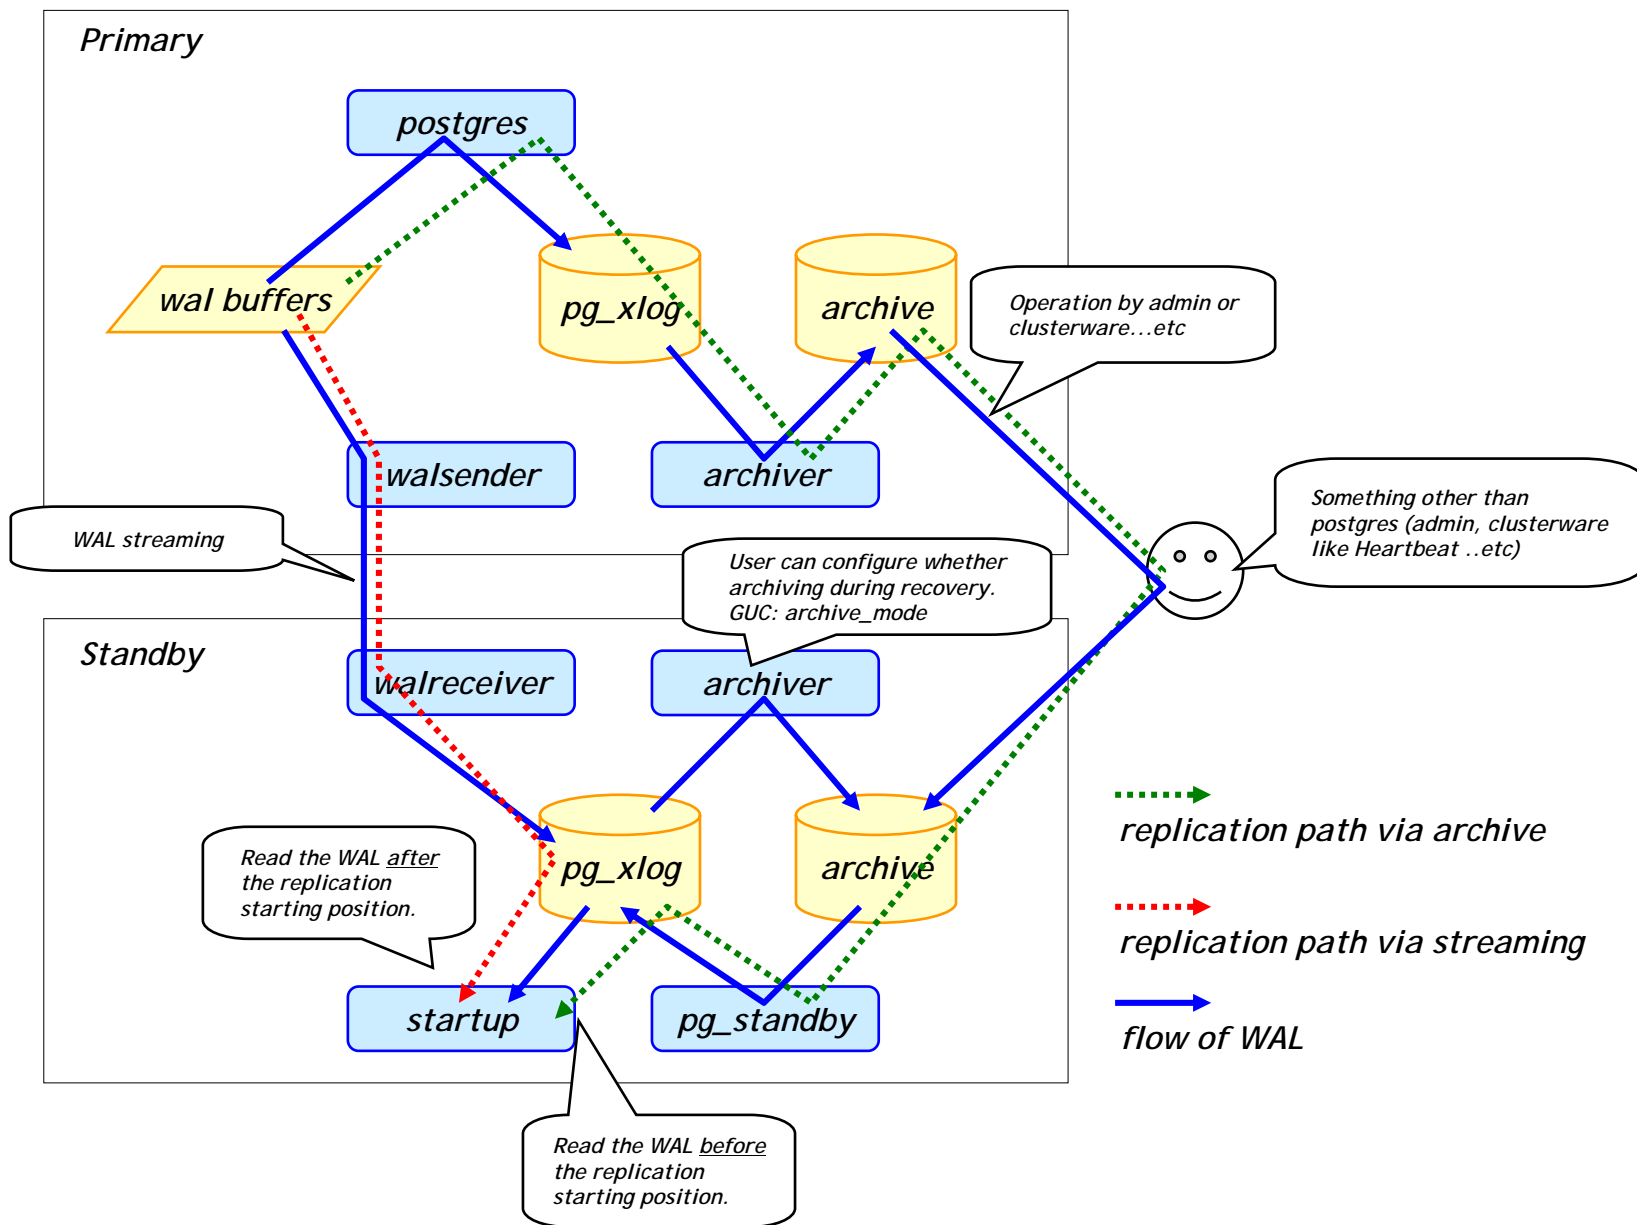 Primary
postgres
wal buffers
pg_xlog
archive
Operation by admin or
clusterware...etc
walsender
archiver
Something other than
postgres (admin, clusterware
like Heartbeat ..etc)
WAL streaming
User can configure whether
archiving during recovery.
GUC: archive_mode
Standby
walreceiver
archiver
pg_xlog
archive
Read the WAL after
the replication
starting position.
startup
pg_standby
Read the WAL before
the replication
starting position.
replication path via archive
replication path via streaming
flow of WAL